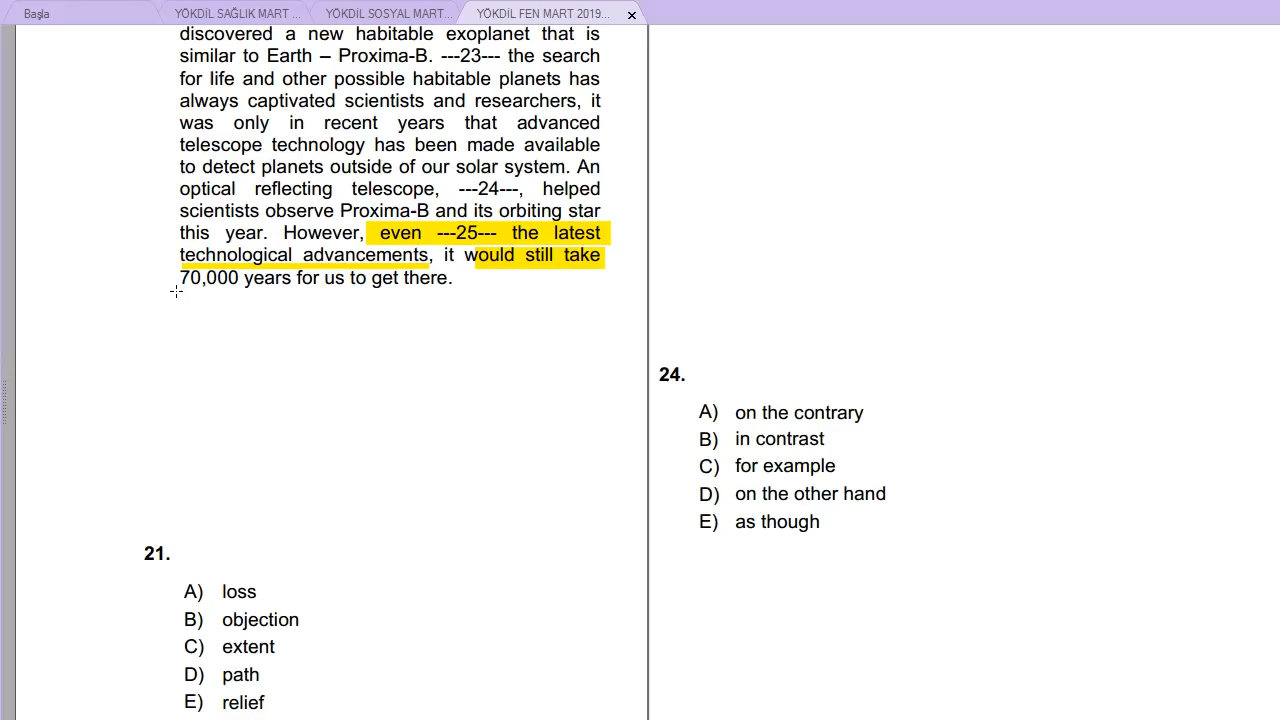 Başla
YÖKDİL SAĞLIK MART ...
YÖKDİL SOSYAL MART...
YÖKDİL FEN MART 2019...
discovered a new habitable exoplanet that is
similar to Earth – Proxima-B. ---23--- the search
for life and other possible habitable planets has
always captivated scientists and researchers, it
was only in recent years that advanced
telescope technology has been made available
to detect planets outside of our solar system. An
optical reflecting telescope, ---24---, helped
scientists observe Proxima-B and its orbiting star
this year. However, even ---25--- the latest
technological advancements, it would still take
70,000 years for us to get there.
21.
A) loss
B) objection
C) extent
D) path
E) relief
24.
A) on the contrary
B) in contrast
C) for example
D) on the other hand
E) as though